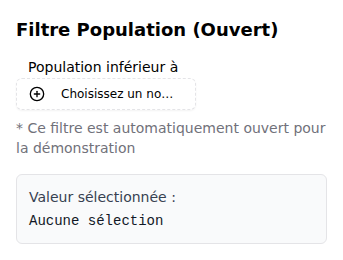 Filtre Population (Ouvert)
Population inférieur à
Choisissez un no...
* Ce filtre est automatiquement ouvert pour
la démonstration
Valeur sélectionnée :
Aucune sélection